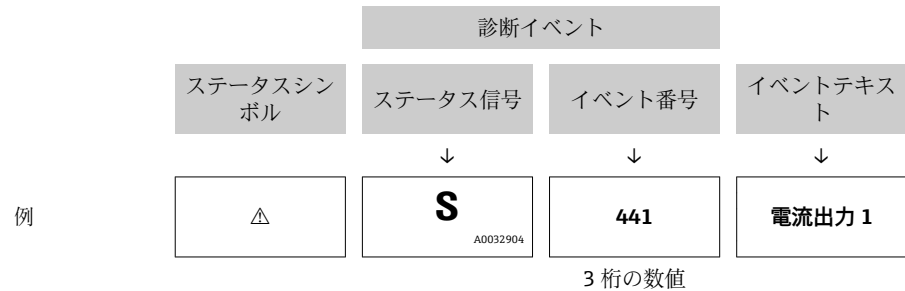 診断イベント
ステータスシン
ボル
ステータス信号
イベント番号
イベントテキス
ト
↓ ↓ ↓
例
⚠
S
A0032904
441
電流出力 1
3 桁の数値